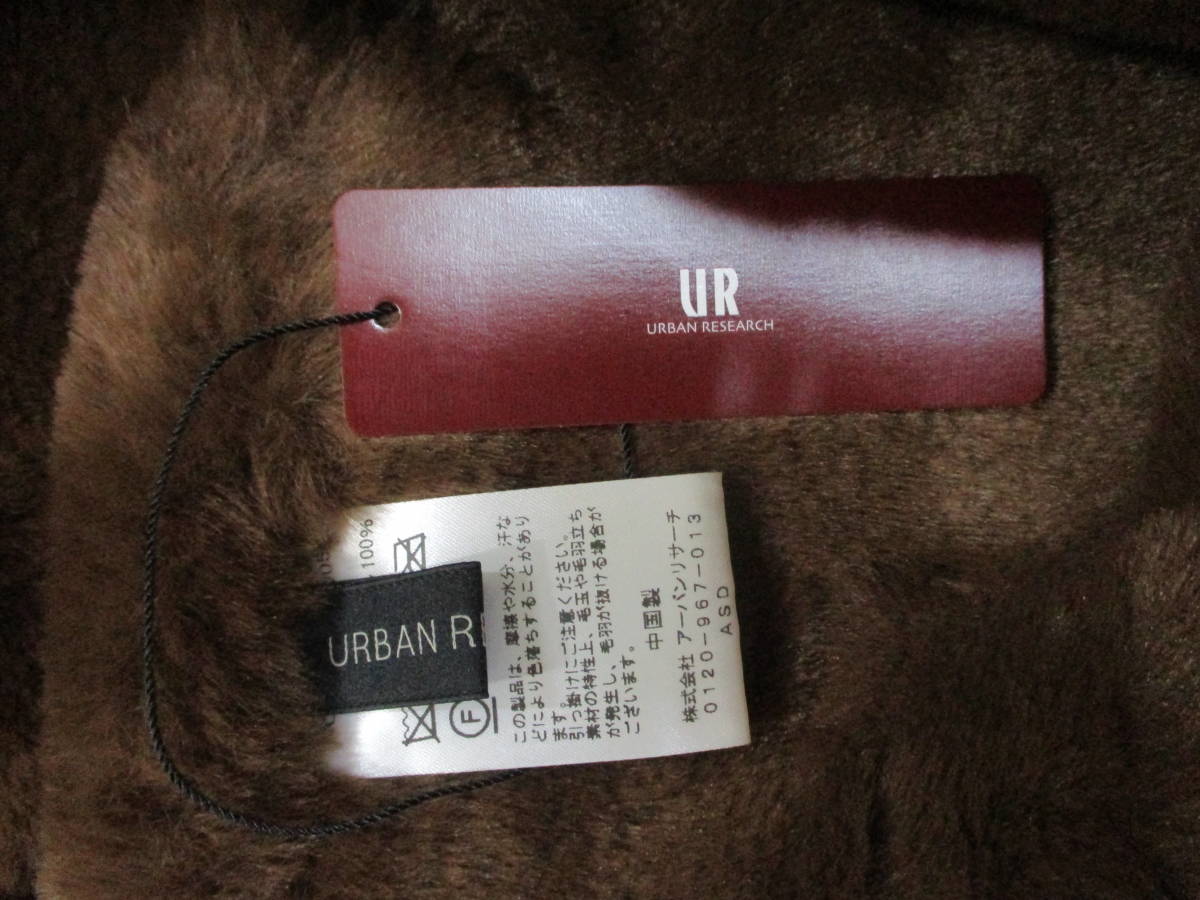 UR
URBAN RESEARCH
100%
URBAN R
F
この製品は、摩擦や水分、汗な
どにより色落ちすることがあり
ます。
引っ掛けにご注意ください。
素材の特性上、毛玉や毛羽立ち
が発生し、毛羽が抜ける場合が
ございます。
中国製
株式会社 アーバンリサーチ
0120-967-013
ASD